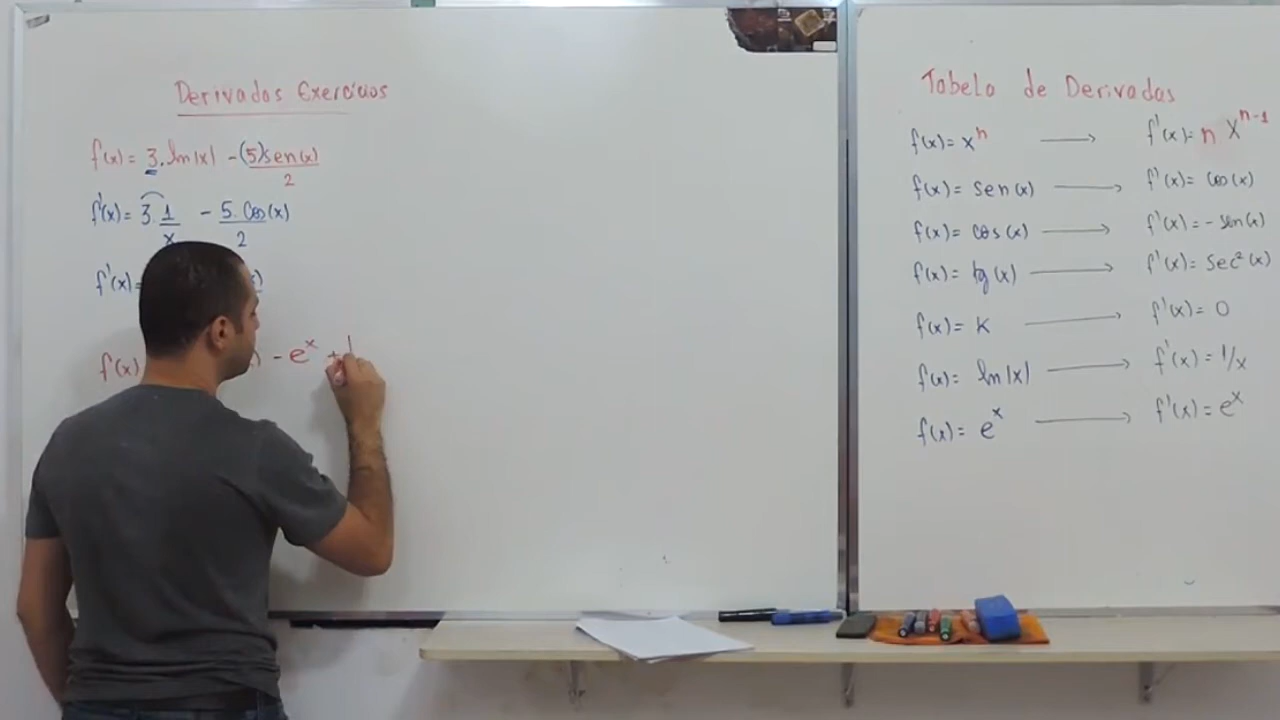 Derivadas Exercícios
f(x) = 3.ln|x| - (5)sen(x)/2
f'(x) = 3.1/x - 5.Cos(x)/2
f'(x)=
f(x) - e^x +
Tabela de Derivadas
f(x) = x^n → f'(x) = n x^n-1
f(x) = sen(x) → f'(x) = cos(x)
f(x) = cos(x) → f'(x) = - sen(x)
f(x) = tg(x) → f'(x) = sec²(x)
f(x) = K → f'(x) = 0
f(x) = ln|x| → f'(x) = 1/x
f(x) = e^x → f'(x) = e^x